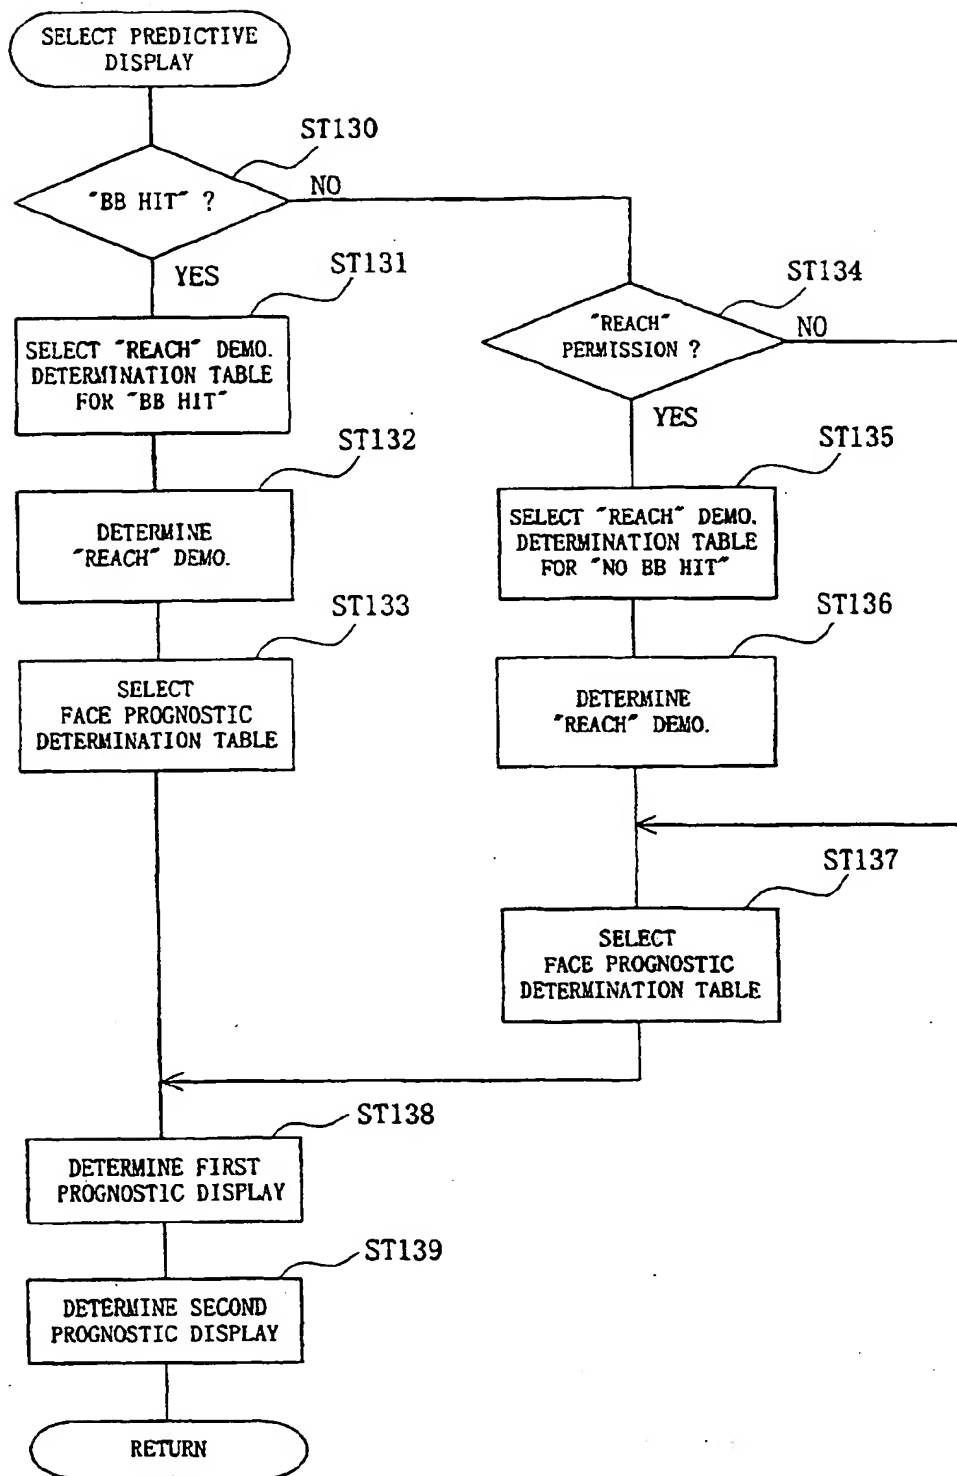 SELECT PREDICTIVE
DISPLAY
ST130
"BB HIT" ?
NO
YES
ST131
SELECT "REACH" DEMO.
DETERMINATION TABLE
FOR "BB HIT"
ST132
DETERMINE
"REACH" DEMO.
ST133
SELECT
FACE PROGNOSTIC
DETERMINATION TABLE
ST134
"REACH"
PERMISSION ?
NO
YES
ST135
SELECT "REACH" DEMO.
DETERMINATION TABLE
FOR "NO BB HIT"
ST136
DETERMINE
"REACH" DEMO.
ST137
SELECT
FACE PROGNOSTIC
DETERMINATION TABLE
ST138
DETERMINE FIRST
PROGNOSTIC DISPLAY
ST139
DETERMINE SECOND
PROGNOSTIC DISPLAY
RETURN